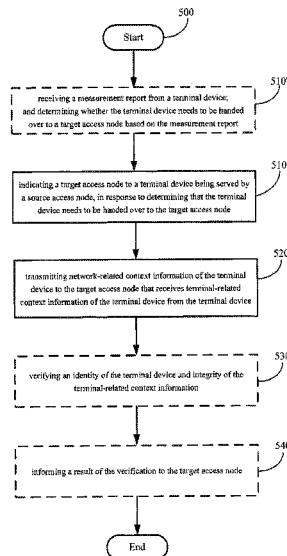 500
Start
510'
receiving a measurement report from a terminal device;
and determining whether the terminal device needs to be handed
over to a target access node based on the measurement report
510
indicating a target access node to a terminal device being served by
a source access node, in response to determining that the terminal
device needs to be handed over to the target access node
520
transmitting network-related context information of the terminal
device to the target access node that receives terminal-related
context information of the terminal device from the terminal device
530
verifying an identity of the terminal device and integrity of the
terminal-related context information
540
informing a result of the verification to the target access node
End